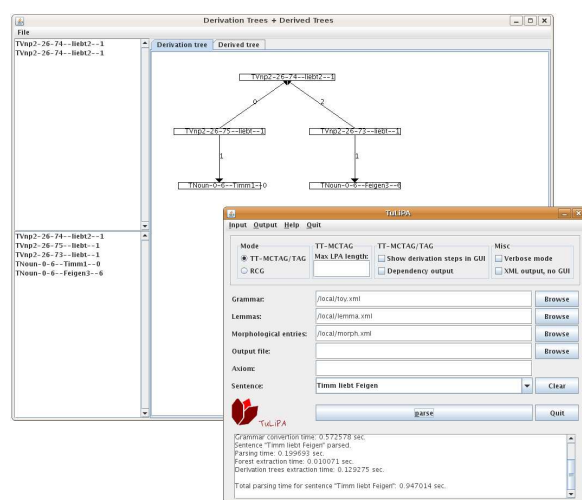 Derivation Trees + Derived Trees
File
TVnp2-26-74--liebt2--1
TVnp2-26-74--liebt2--1
Derivation tree Derived tree
TVnp2-26-74--liebt2--1
0 2
TVnp2-26-75--liebt--1 TVnp2-26-73--liebt--1
1 1
TNoun-0-6--Timm1--0 TNoun-0-6--Feigen3--6
TVnp2-26-74--liebt2--1
TVnp2-26-75--liebt--1
TVnp2-26-73--liebt--1
TNoun-0-6--Timm1--0
TNoun-0-6--Feigen3--6
TuLiPA
Input Output Help Quit
Mode TT-MCTAG TT-MCTAG/TAG Misc
TT-MCTAG/TAG Max LPA length: Show derivation steps in GUI Verbose mode
RCG Dependency output XML output, no GUI
Grammar: /local/toy.xml Browse
Lemmas: /local/lemma.xml Browse
Morphological entries: /local/morph.xml Browse
Output file: Browse
Axiom:
Sentence: Timm liebt Feigen Clear
TuLiPA parse Quit
Grammar convertion time: 0.572578 sec.
Sentence "Timm liebt Feigen" parsed.
Parsing time: 0.199693 sec.
Forest extraction time: 0.010071 sec.
Derivation trees extraction time: 0.129275 sec.
Total parsing time for sentence "Timm liebt Feigen": 0.947014 sec.